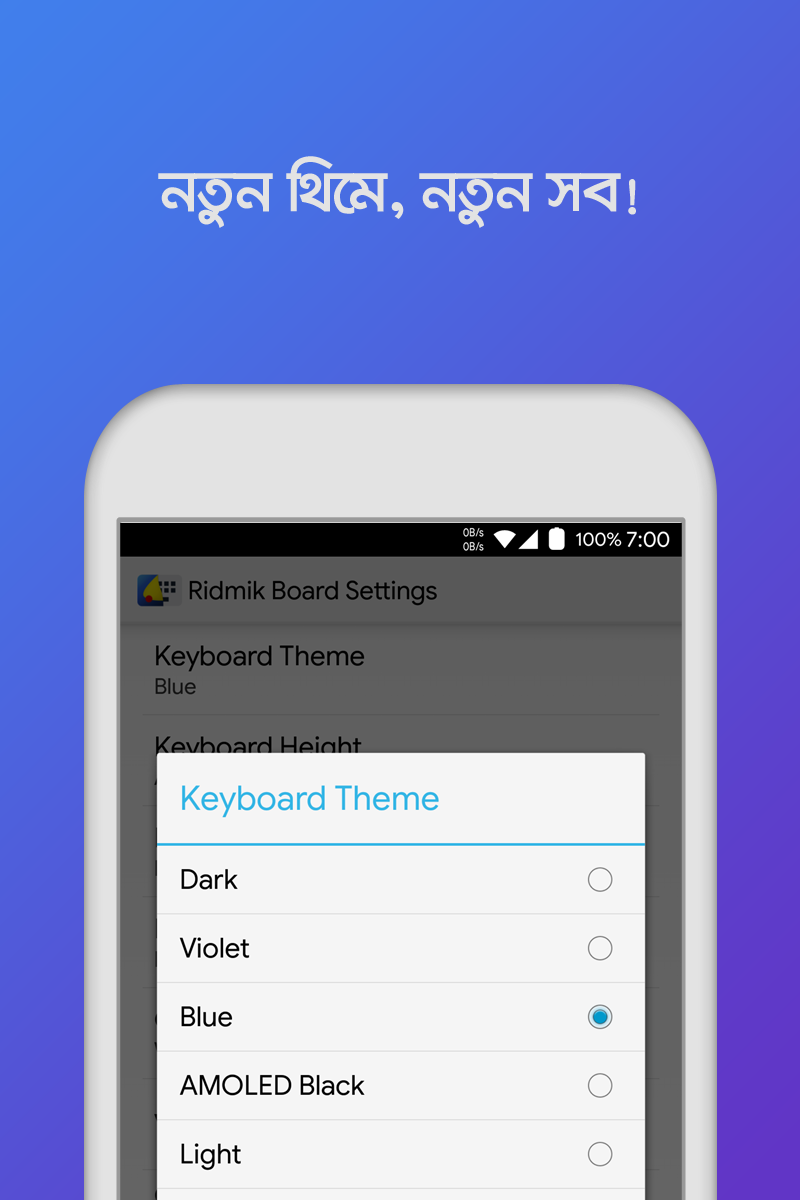 নতুন থিমে, নতুন সব!
0B/s
0B/s
100% 7:00
Ridmik Board Settings
Keyboard Theme
Blue
Keyboard Height
Keyboard Theme
Dark
Violet
Blue
AMOLED Black
Light